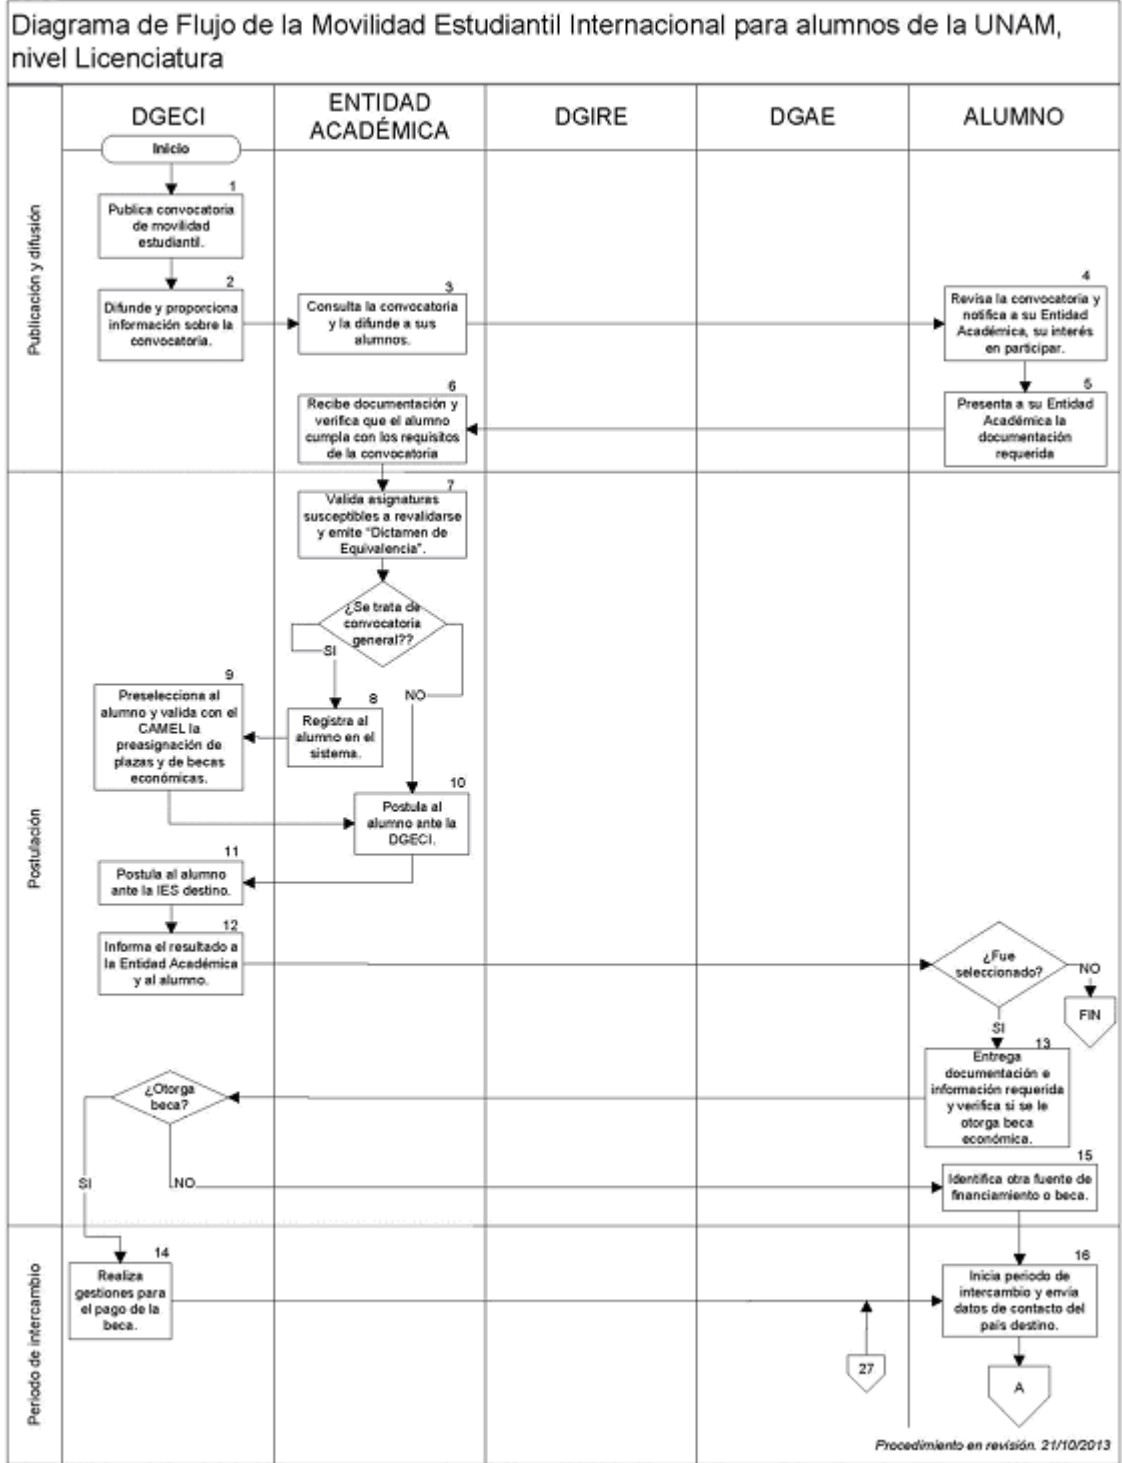 Diagrama de Flujo de la Movilidad Estudiantil Internacional para alumnos de la UNAM,
nivel Licenciatura
DGECI
ENTIDAD
ACADÉMICA
DGIRE
DGAE
ALUMNO
Publicación y difusión
Inicio
1
Publica convocatoria
de movilidad
estudiantil.
2
Difunde y proporciona
información sobre la
convocatoria.
3
Consulta la convocatoria
y la difunde a sus
alumnos.
4
Revisa la convocatoria y
notifica a su Entidad
Académica, su interés
en participar.
5
Presenta a su Entidad
Académica la
documentación
requerida
6
Recibe documentación y
verifica que el alumno
cumpla con los requisitos
de la convocatoria
Postulación
7
Valida asignaturas
susceptibles a revalidarse
y emite "Dictamen de
Equivalencia".
¿Se trata de
convocatoria
general??
SI
NO
8
Registra al
alumno en el
sistema.
9
Preselecciona al
alumno y valida con el
CAMEL la
preasignación de
plazas y de becas
económicas.
10
Postula al
alumno ante la
DGECI.
11
Postula al alumno
ante la IES destino.
12
Informa el resultado a
la Entidad Académica
y al alumno.
¿Fue
seleccionado?
NO
FIN
SI
13
Entrega
documentación e
información requerida
y verifica si se le
otorga beca
económica.
¿Otorga
beca?
SI
NO
15
Identifica otra fuente de
financiamiento o beca.
Periodo de intercambio
14
Realiza
gestiones para
el pago de la
beca.
16
Inicia periodo de
intercambio y envía
datos de contacto del
país destino.
27
A
Procedimiento en revisión. 21/10/2013